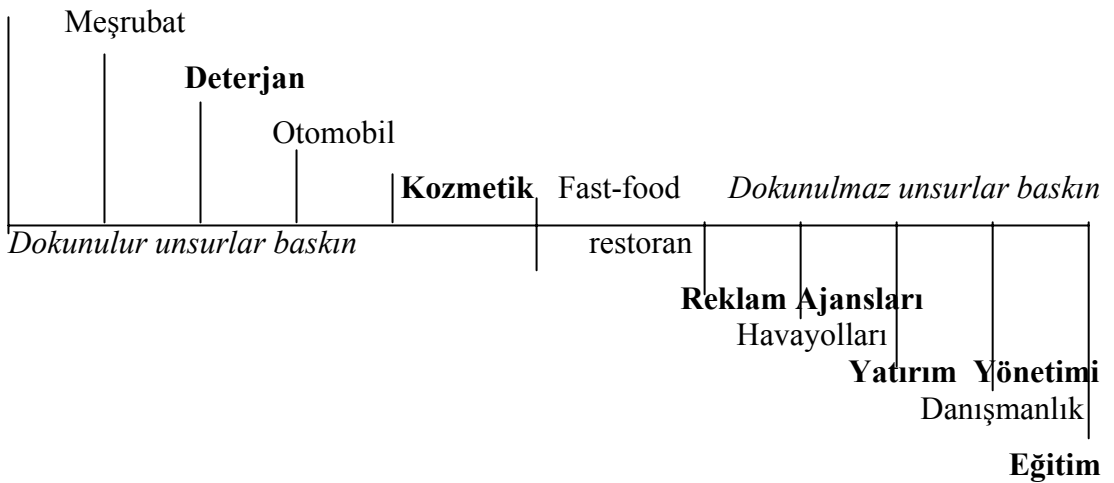 Meşrubat
Deterjan
Otomobil
Kozmetik Fast-food Dokunulmaz unsurlar baskın
Dokunulur unsurlar baskın restoran
Reklam Ajansları
Havayolları
Yatırım Yönetimi
Danışmanlık
Eğitim